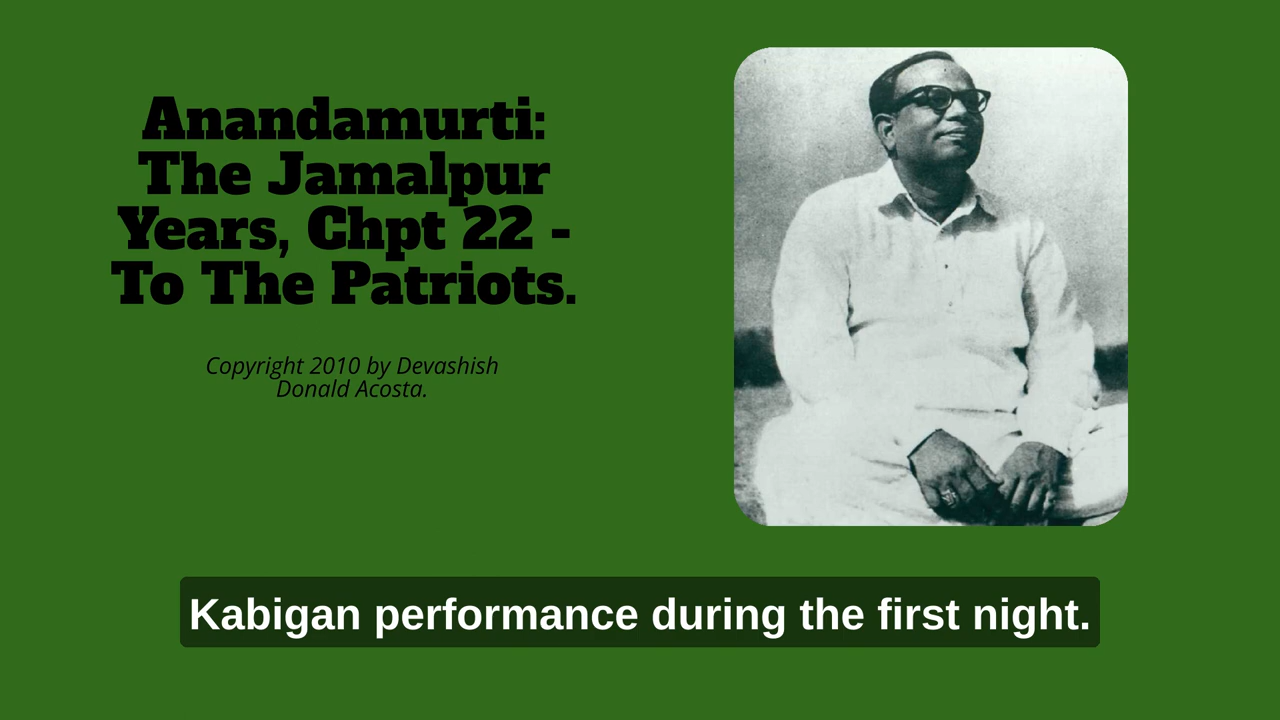 Anandamurti:
The Jamalpur
Years, Chpt 22 -
To The Patriots.
Copyright 2010 by Devashish
Donald Acosta.
Kabigan performance during the first night.